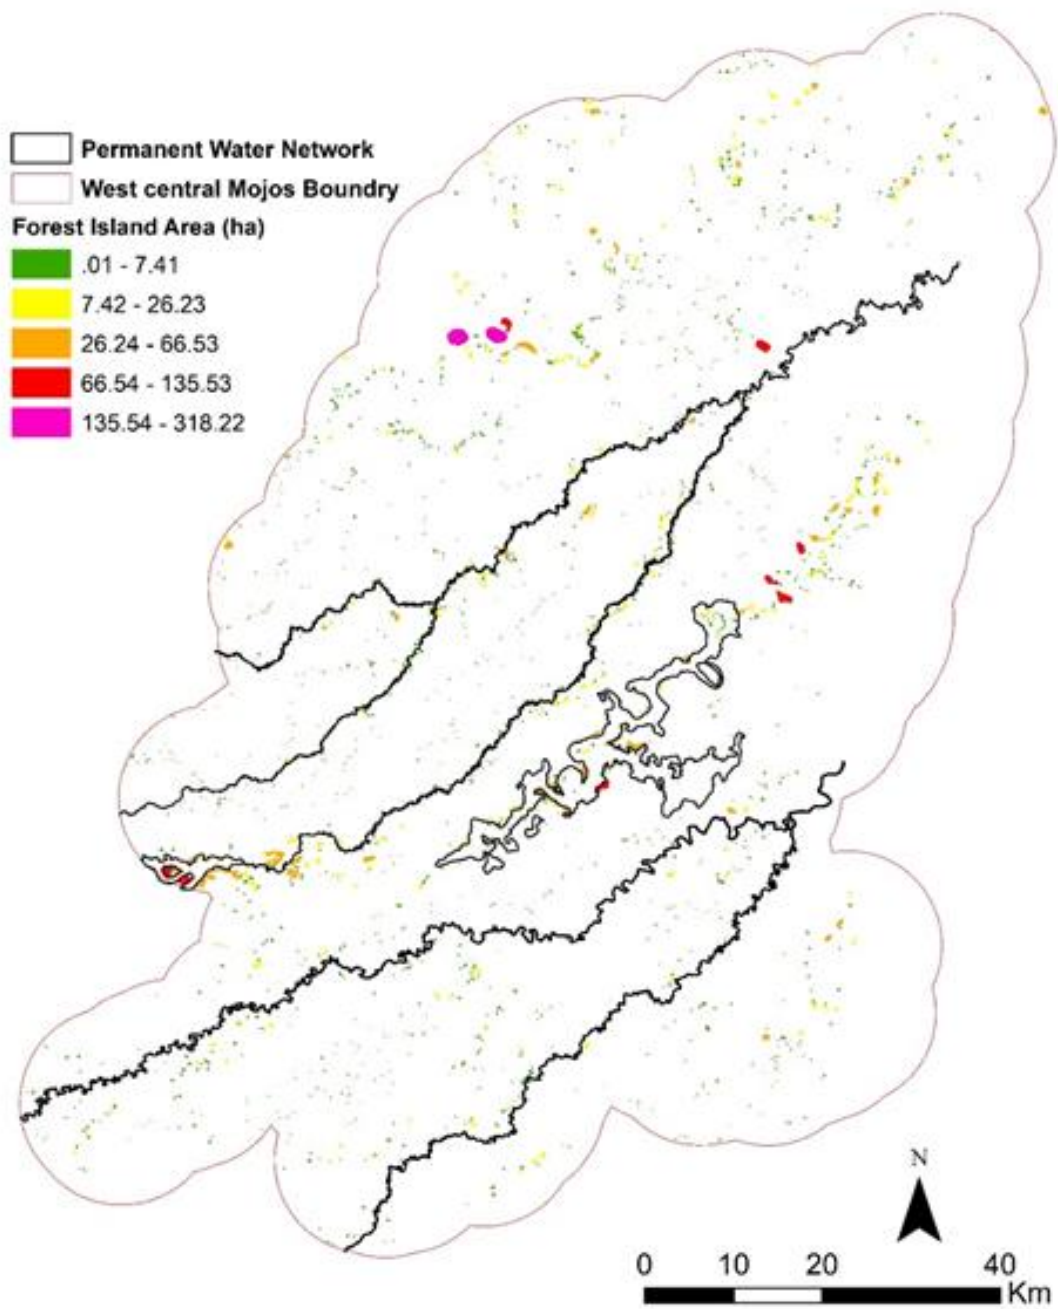 Permanent Water Network
West central Mojos Boundry
Forest Island Area (ha)
.01 - 7.41
7.42 - 26.23
26.24 - 66.53
66.54 - 135.53
135.54 - 318.22
N
0 10 20 40
Km